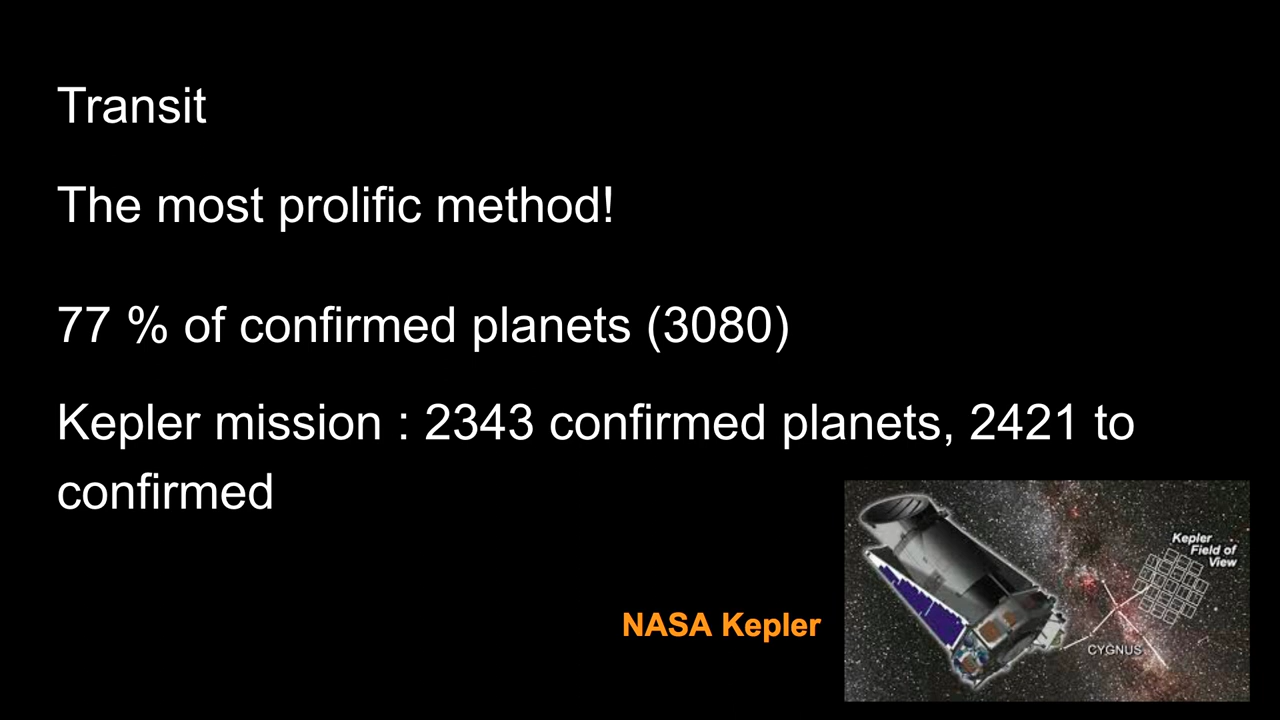 Transit
The most prolific method!
77 % of confirmed planets (3080)
Kepler mission : 2343 confirmed planets, 2421 to
confirmed
Kepler
Field of
View
NASA Kepler
CYGNUS